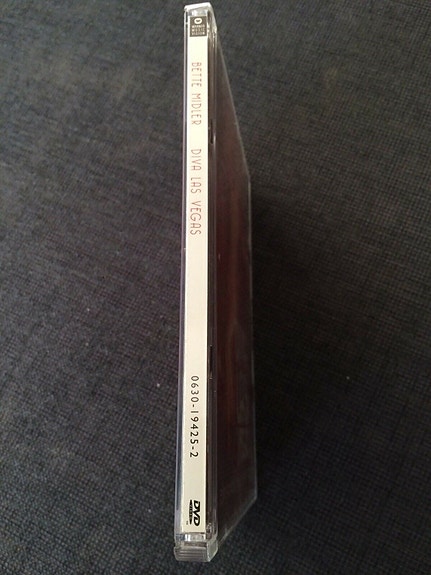 BETTE MIDLER DIVA LAS VEGAS
0630-19425-2
DVD